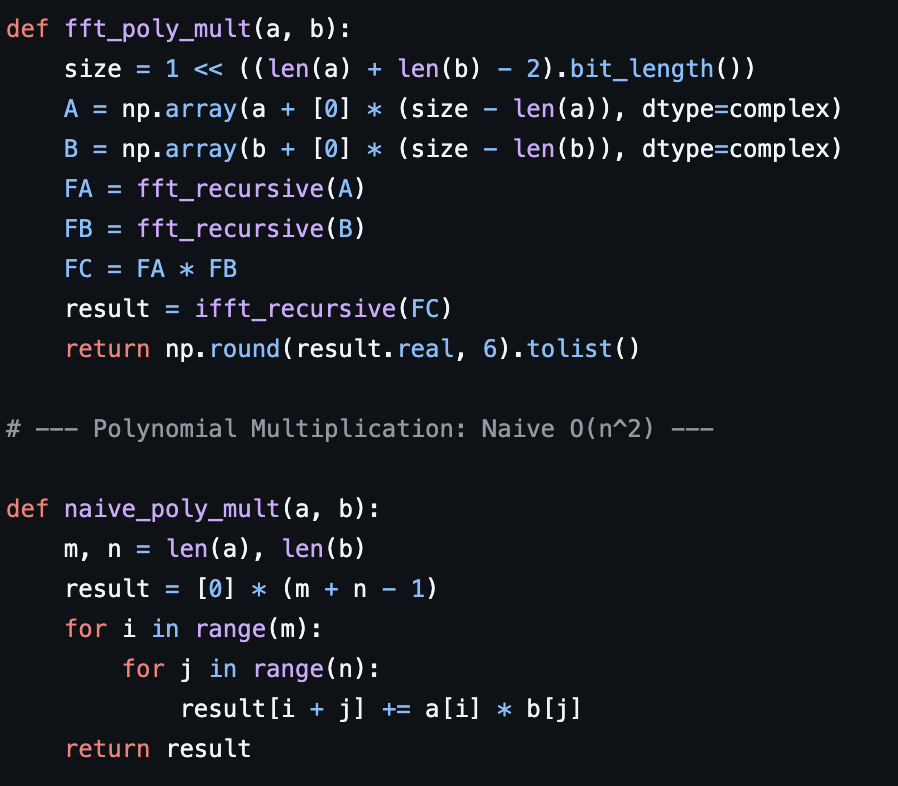 def fft_poly_mult(a, b):
    size = 1 << ((len(a) + len(b) - 2).bit_length())
    A = np.array(a + [0] * (size - len(a)), dtype=complex)
    B = np.array(b + [0] * (size - len(b)), dtype=complex)
    FA = fft_recursive(A)
    FB = fft_recursive(B)
    FC = FA * FB
    result = ifft_recursive(FC)
    return np.round(result.real, 6).tolist()

# --- Polynomial Multiplication: Naive O(n^2) ---

def naive_poly_mult(a, b):
    m, n = len(a), len(b)
    result = [0] * (m + n - 1)
    for i in range(m):
        for j in range(n):
            result[i + j] += a[i] * b[j]
    return result